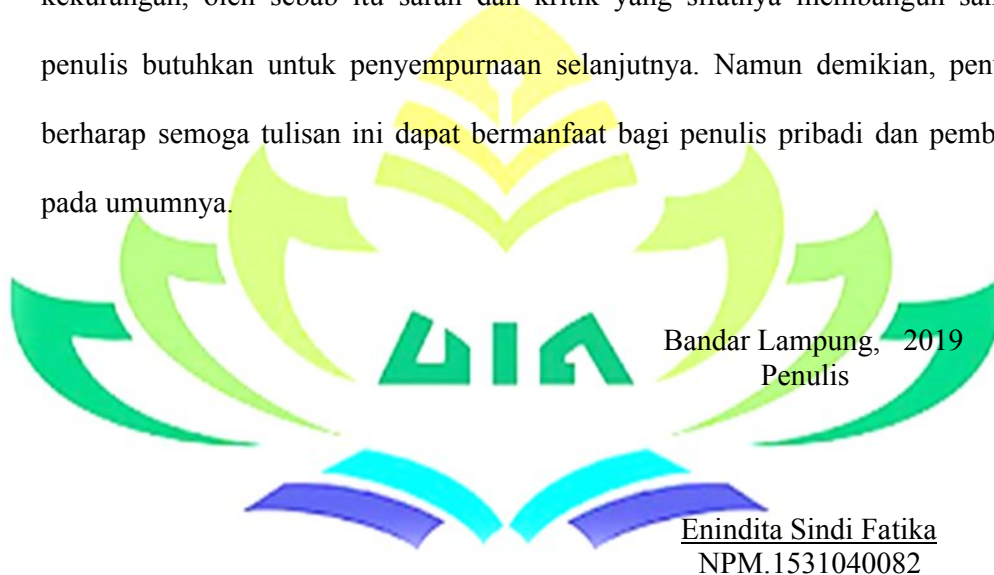 kekurangan, oleh sebab itu saran dan kritik yang sifatnya membangun
penulis butuhkan untuk penyempurnaan selanjutnya. Namun demikian,
berharap semoga tulisan ini dapat bermanfaat bagi penulis pribadi dan
pada umumnya.
UIN
Bandar Lampung, 2019
Penulis
Enindita Sindi Fatika
NPM.1531040082